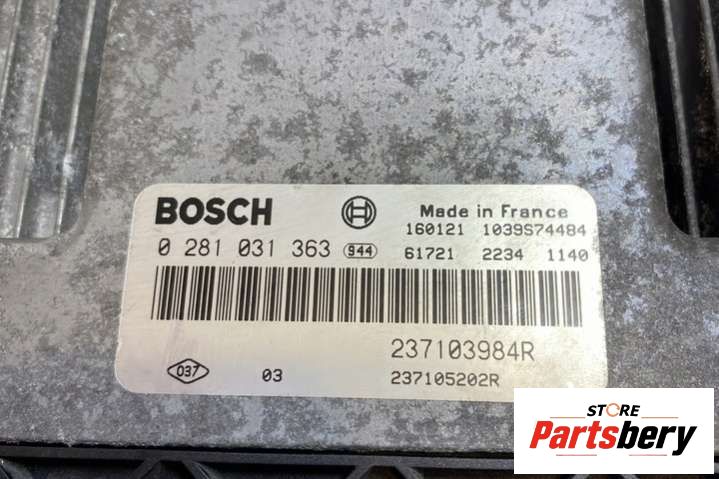 BOSCH
Made in France
160121 1039S74484
0 281 031 363 944 61721 2234 1140
237103984R
037 03 237105202R
STORE
Partsbery